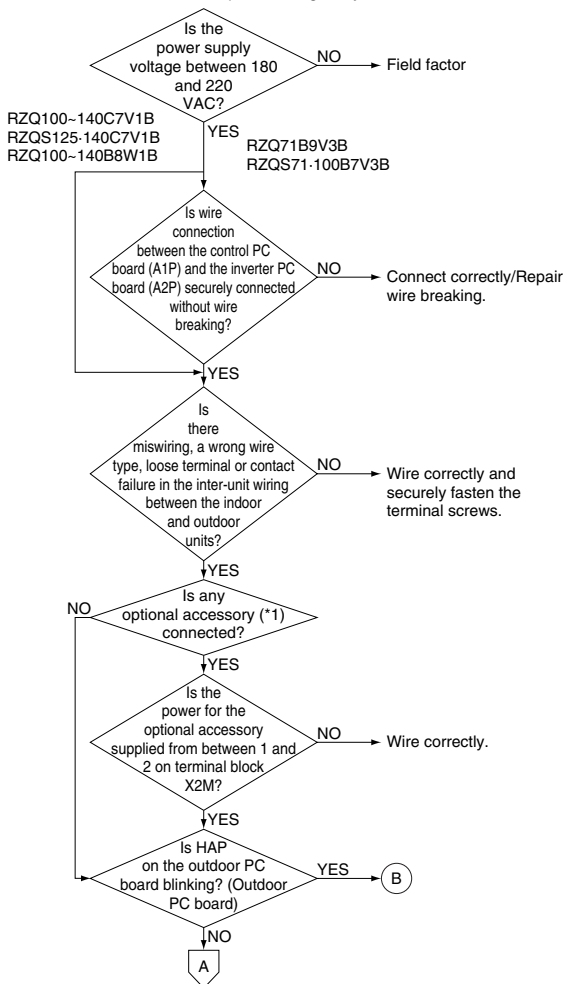 Is the
power supply
voltage between 180
and 220
VAC?
NO
Field factor
RZQ100~140C7V1B
RZQS125·140C7V1B
RZQ100~140B8W1B
YES
RZQ71B9V3B
RZQS71·100B7V3B
Is wire
connection
between the control PC
board (A1P) and the inverter PC
board (A2P) securely connected
without wire
breaking?
NO
Connect correctly/Repair
wire breaking.
YES
Is
there
miswiring, a wrong wire
type, loose terminal or contact
failure in the inter-unit wiring
between the indoor
and outdoor
units?
NO
Wire correctly and
securely fasten the
terminal screws.
YES
Is any
optional accessory (*1)
connected?
NO
YES
Is the
power for the
optional accessory
supplied from between 1 and
2 on terminal block
X2M?
NO
Wire correctly.
YES
Is HAP
on the outdoor PC
board blinking? (Outdoor
PC board)
YES
B
NO
A